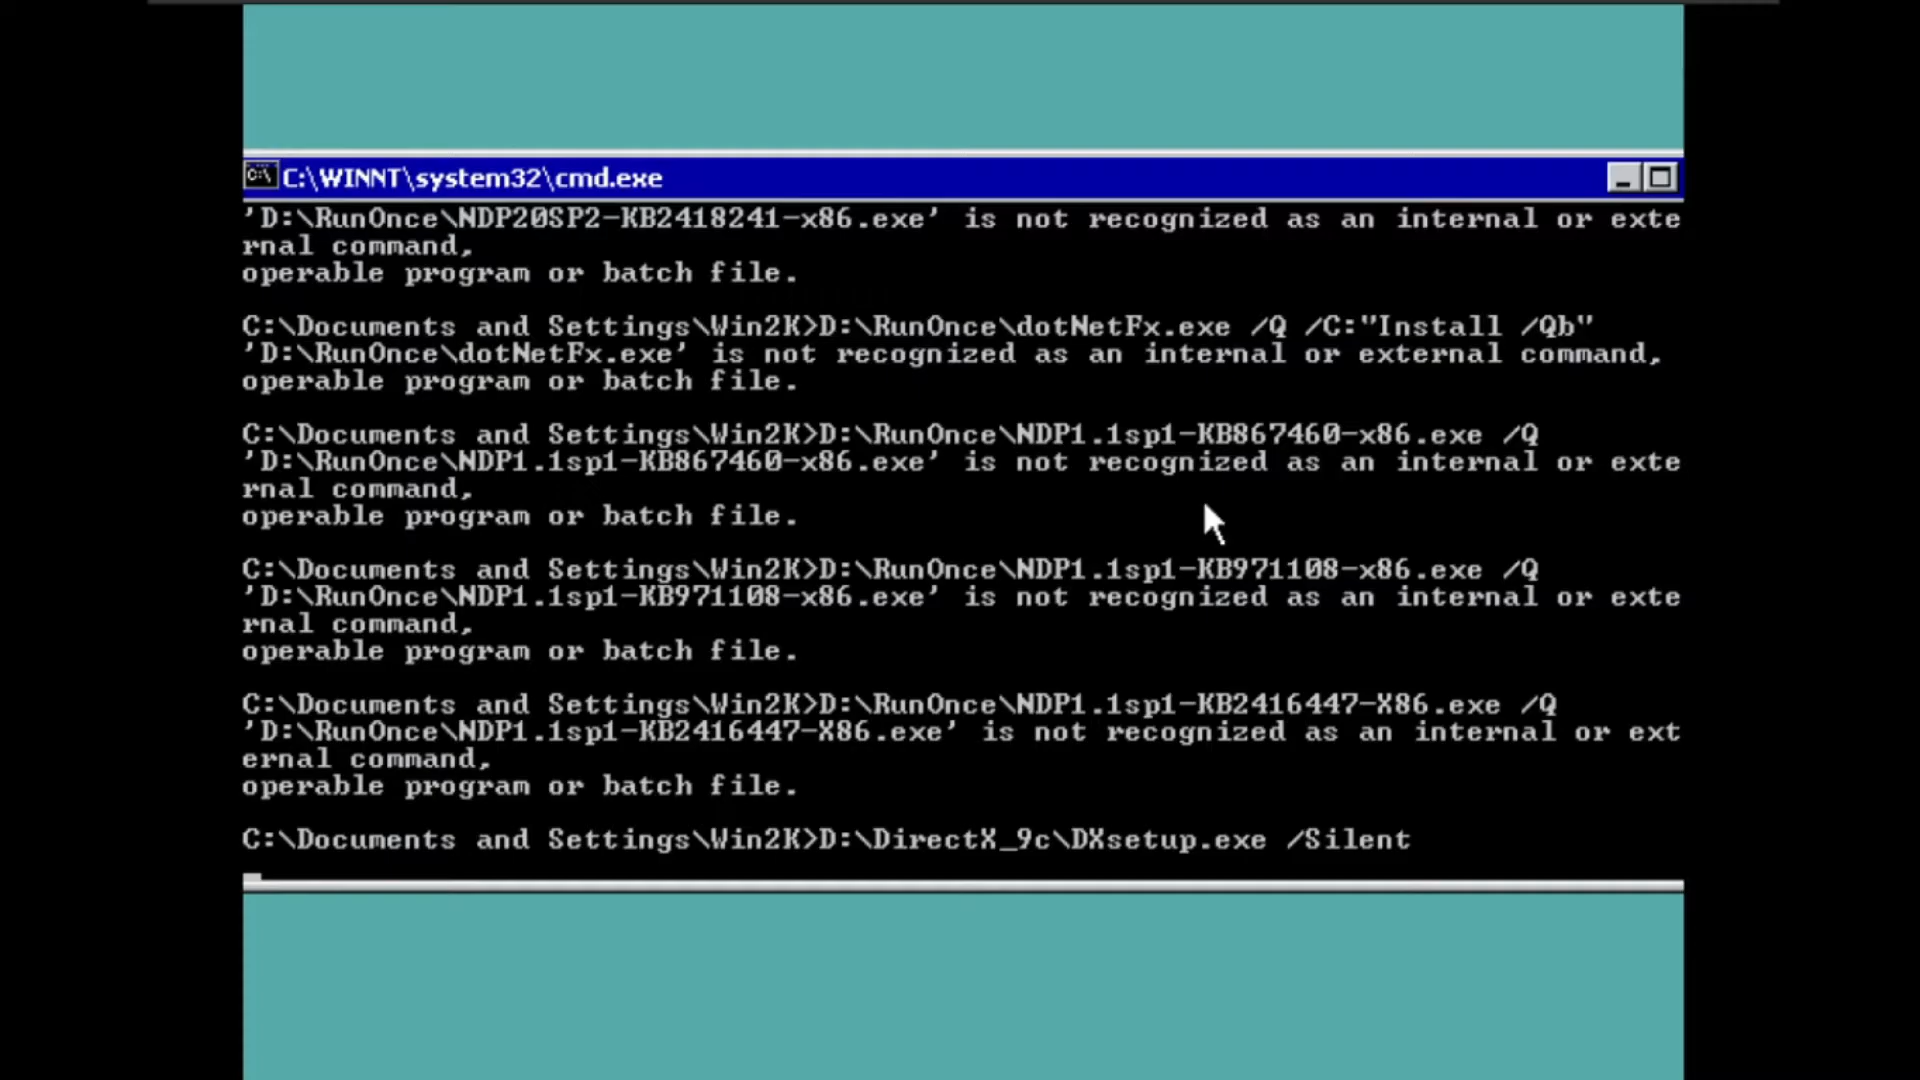 C:\WINNT\system32\cmd.exe
'D:\RunOnce\NDP20SP2-KB2418241-x86.exe' is not recognized as an internal or exte
rnal command,
operable program or batch file.
C:\Documents and Settings\Win2K>D:\RunOnce\dotNetFx.exe /Q /C:"Install /Qb"
'D:\RunOnce\dotNetFx.exe' is not recognized as an internal or external command,
operable program or batch file.
C:\Documents and Settings\Win2K>D:\RunOnce\NDP1.1sp1-KB867460-x86.exe /Q
'D:\RunOnce\NDP1.1sp1-KB867460-x86.exe' is not recognized as an internal or exte
rnal command,
operable program or batch file.
C:\Documents and Settings\Win2K>D:\RunOnce\NDP1.1sp1-KB971108-x86.exe /Q
'D:\RunOnce\NDP1.1sp1-KB971108-x86.exe' is not recognized as an internal or exte
rnal command,
operable program or batch file.
C:\Documents and Settings\Win2K>D:\RunOnce\NDP1.1sp1-KB2416447-X86.exe /Q
'D:\RunOnce\NDP1.1sp1-KB2416447-X86.exe' is not recognized as an internal or ext
ernal command,
operable program or batch file.
C:\Documents and Settings\Win2K>D:\DirectX_9c\DXsetup.exe /Silent